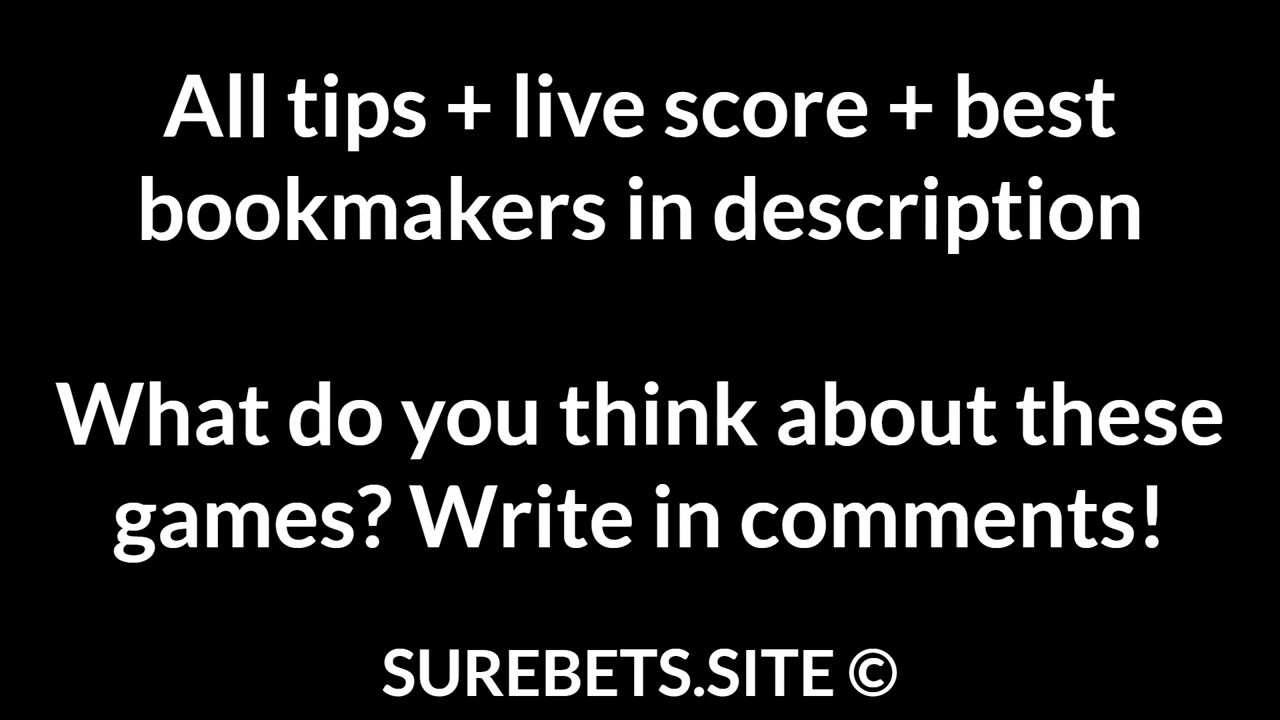 All tips + live score + best
bookmakers in description
What do you think about these
games? Write in comments!
SUREBETS.SITE ©